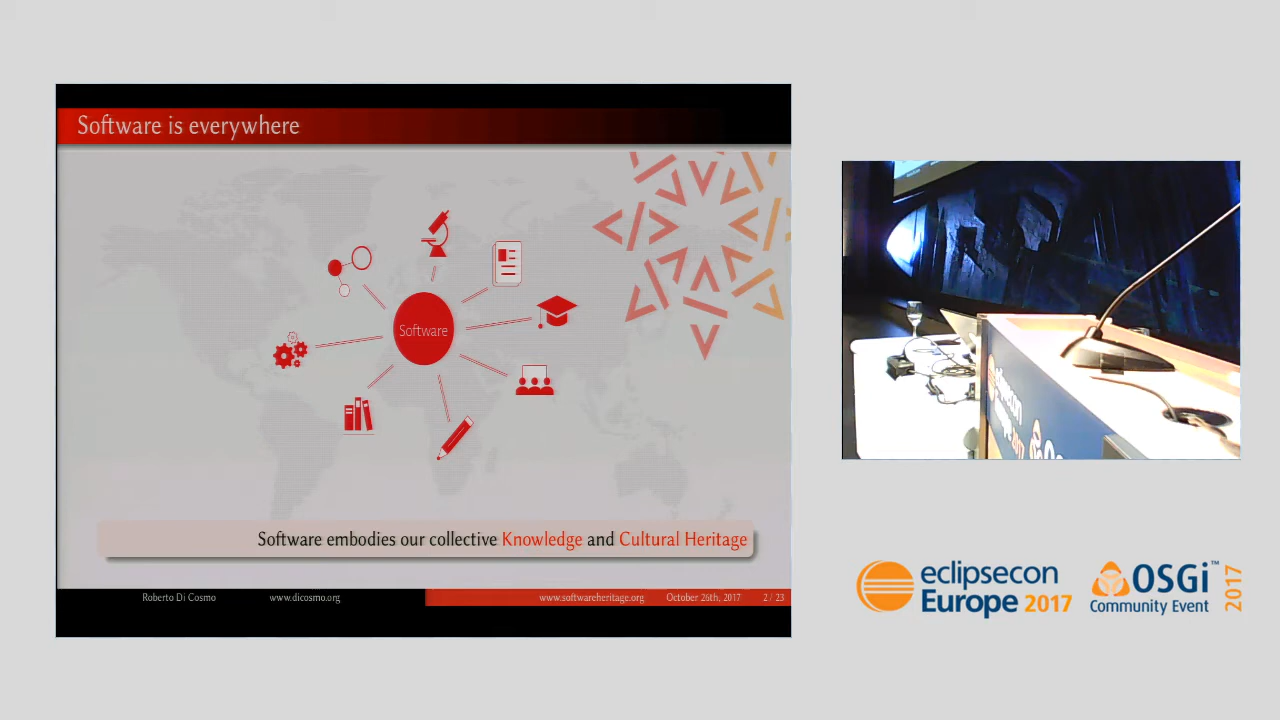 Software is everywhere
Software
Software embodies our collective Knowledge and Cultural Heritage
Roberto Di Cosmo www.dicosmo.org www.softwareheritage.org October 26th, 2017 2 / 23
eclipsecon
Europe 2017
OSGi™
Community Event
2017